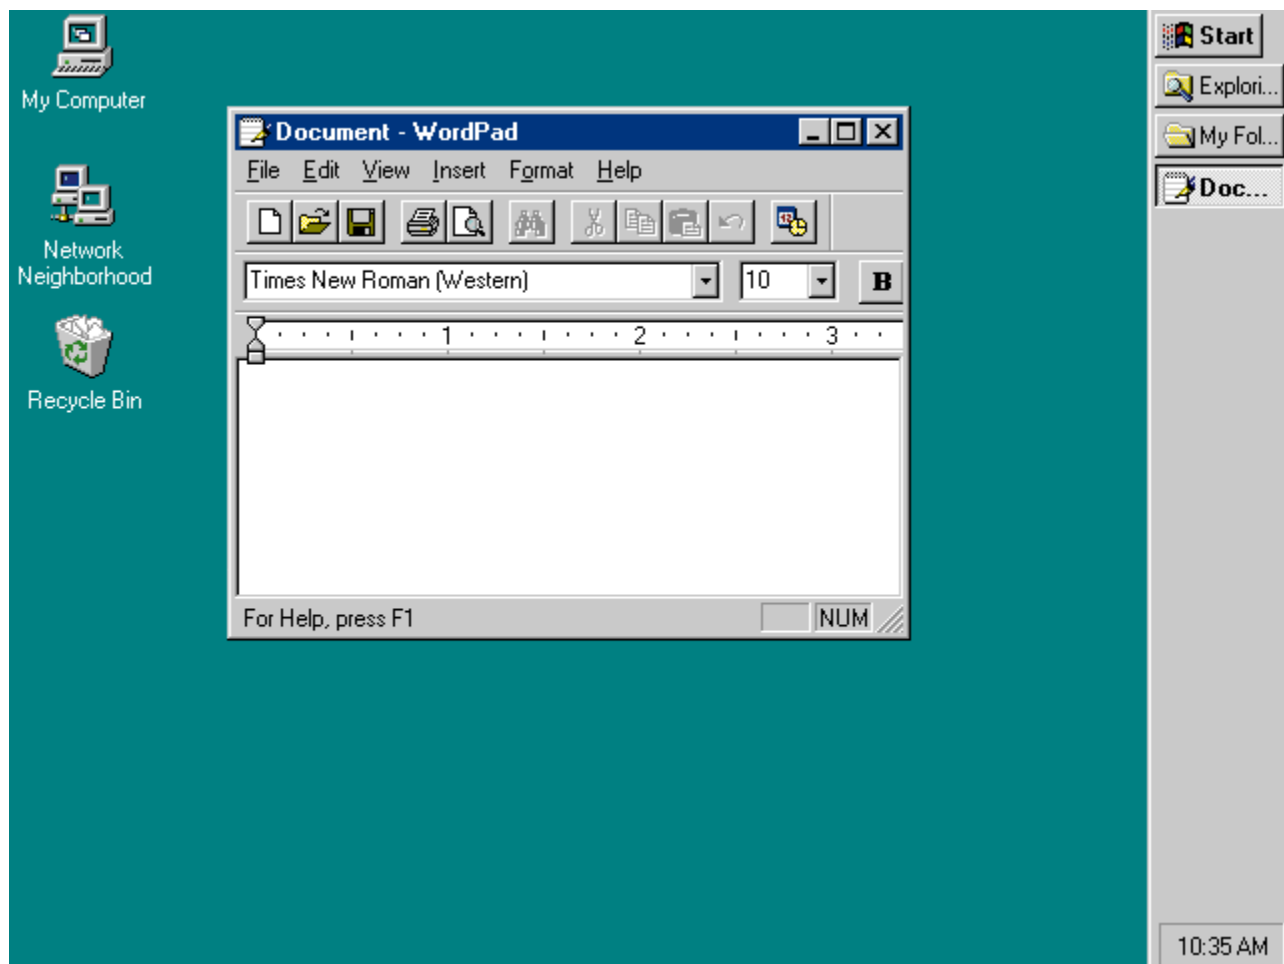 My Computer
Network
Neighborhood
Recycle Bin
Document - WordPad
File Edit View Insert Format Help
Times New Roman (Western) 10 B
1 2 3
For Help, press F1 NUM
Start
Explori...
My Fol...
Doc...
10:35 AM